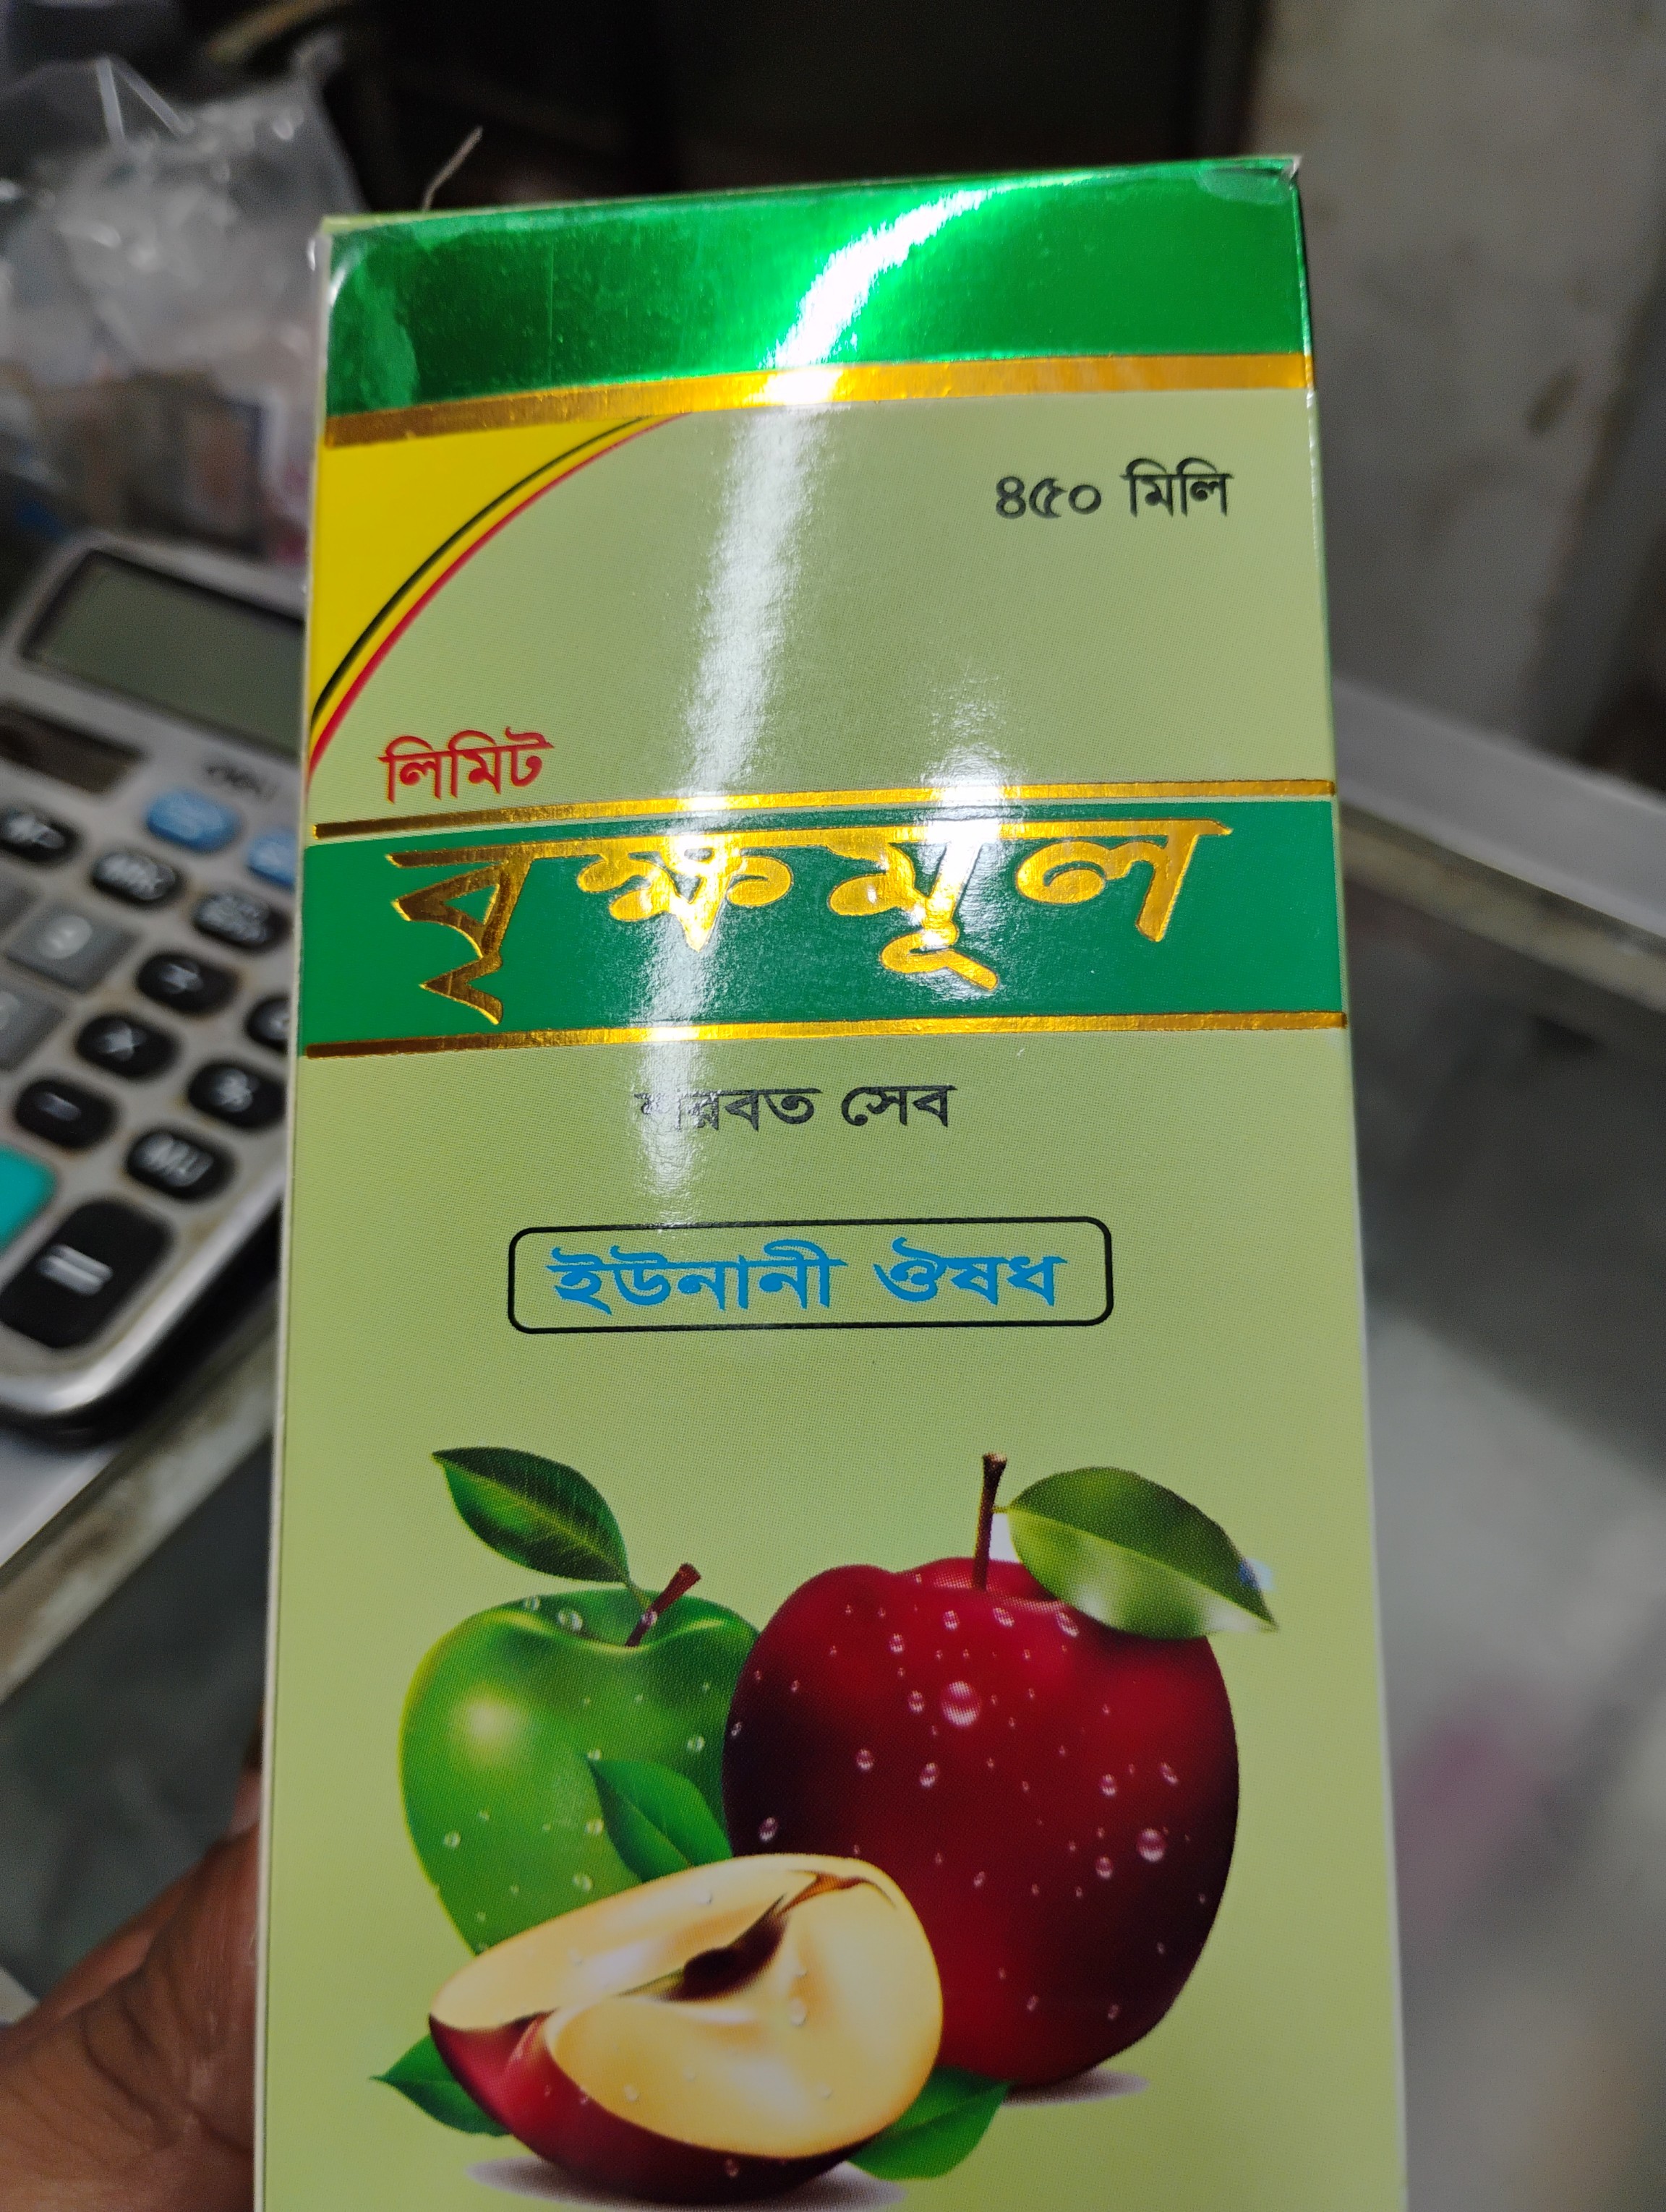 ৪৫০ মিলি
লিমিট
বৃক্ষমূল
শরবত সেব
ইউনানী ঔষধ